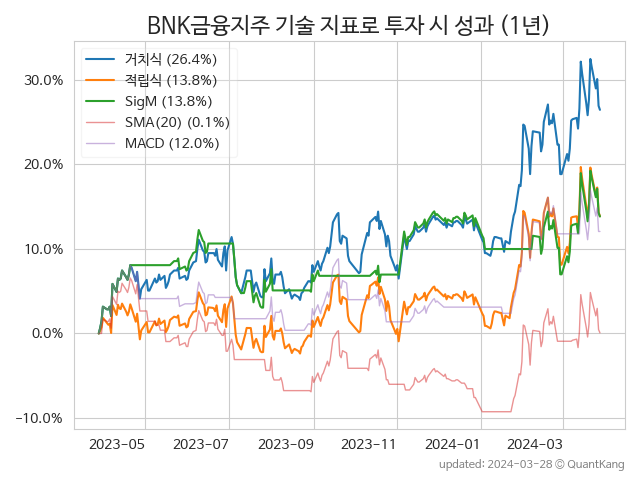 BNK금융지주 기술 지표로 투자 시 성과 (1년)
거치식 (26.4%)
적립식 (13.8%)
SigM (13.8%)
SMA(20) (0.1%)
MACD (12.0%)
30.0%
20.0%
10.0%
0.0%
−10.0%
2023-05 2023-07 2023-09 2023-11 2024-01 2024-03
updated: 2024-03-28 © QuantKang